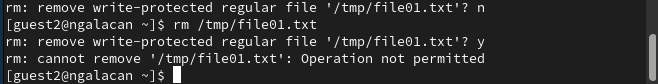 rm: remove write-protected regular file '/tmp/file01.txt'? n
[guest2@ngalacan ~]$ rm /tmp/file01.txt
rm: remove write-protected regular file '/tmp/file01.txt'? y
rm: cannot remove '/tmp/file01.txt': Operation not permitted
[guest2@ngalacan ~]$